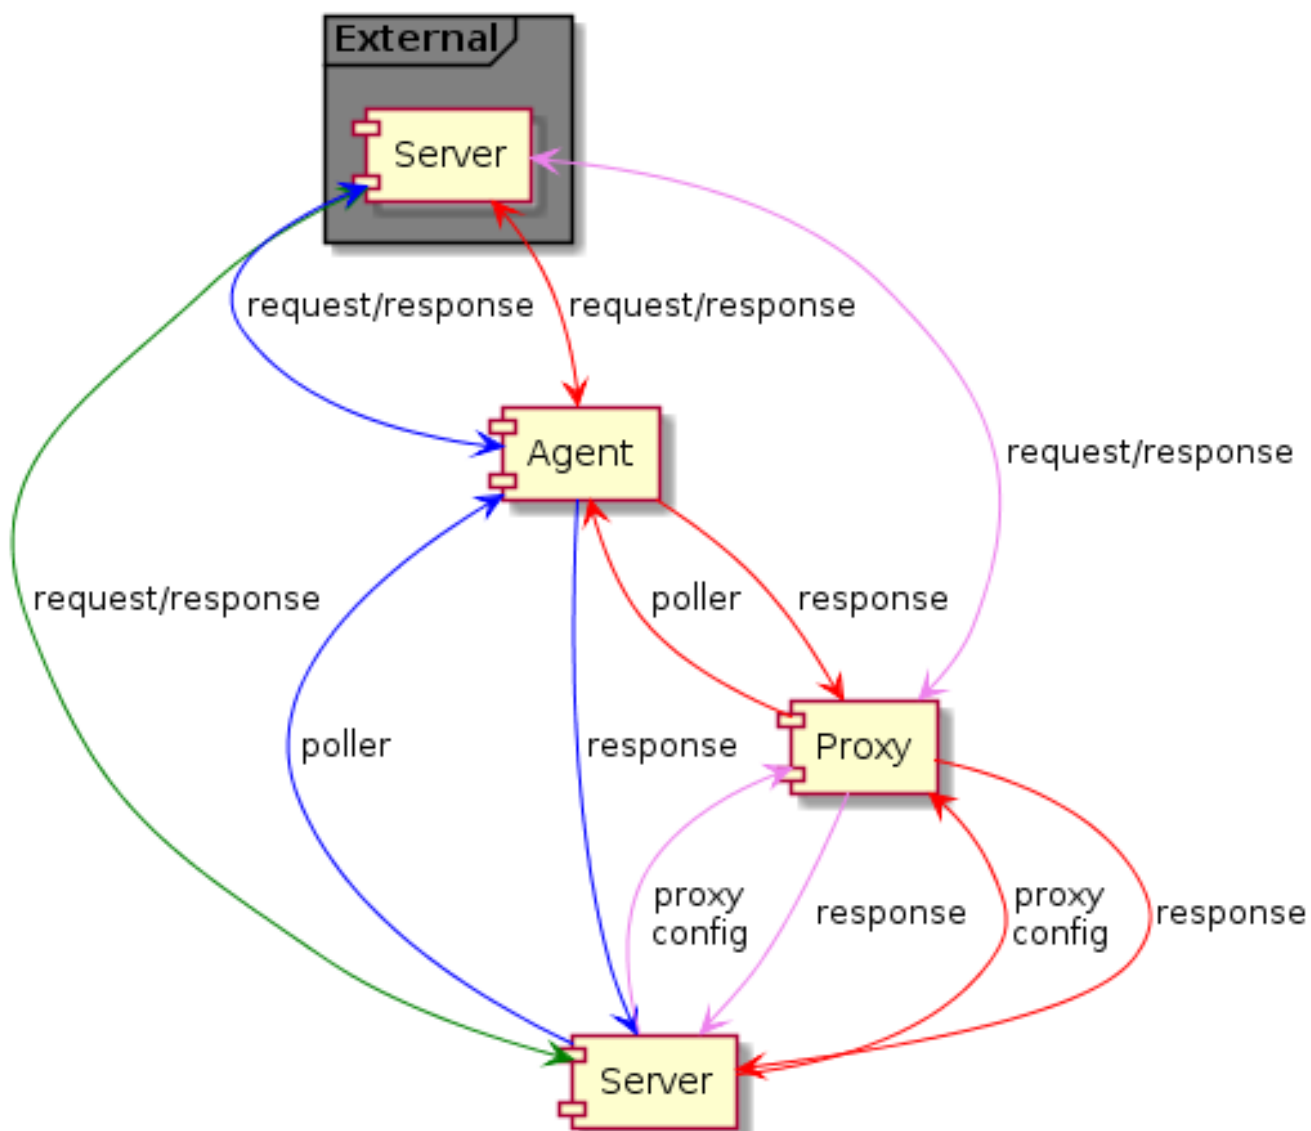 External
Server
request/response
request/response
Agent
request/response
request/response
poller
response
poller
response
Proxy
proxy
config
response
proxy
config
response
Server